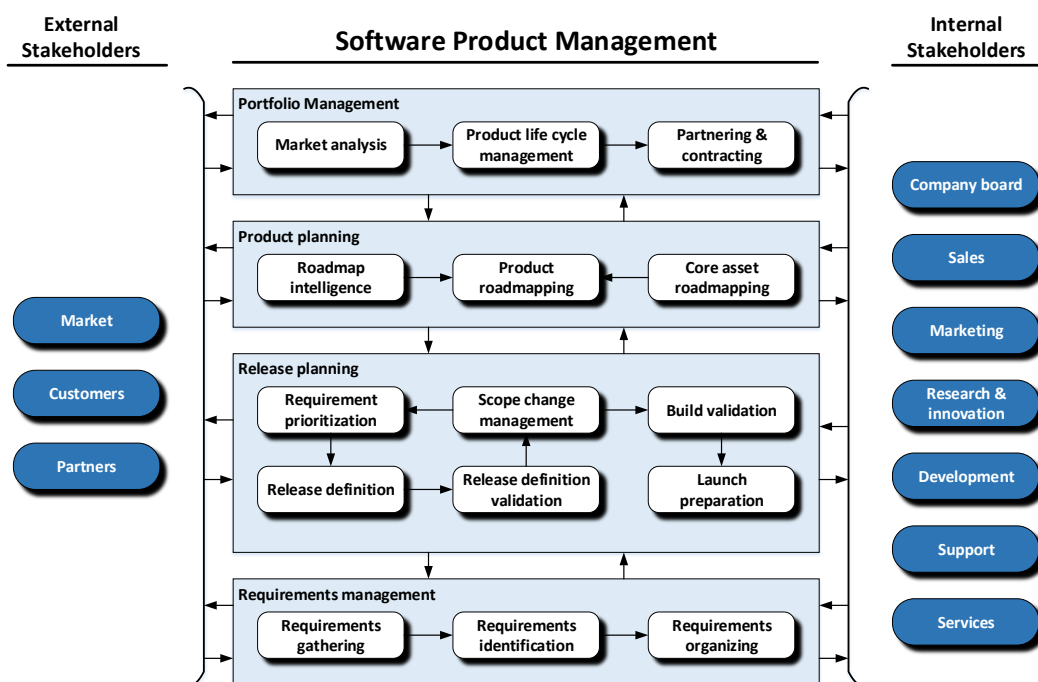 External
Stakeholders
Software Product Management
Internal
Stakeholders
Portfolio Management
Market analysis
Product life cycle
management
Partnering &
contracting
Product planning
Roadmap
intelligence
Product
roadmapping
Core asset
roadmapping
Release planning
Requirement
prioritization
Scope change
management
Build validation
Release definition
Release definition
validation
Launch
preparation
Requirements management
Requirements
gathering
Requirements
identification
Requirements
organizing
Market
Customers
Partners
Company board
Sales
Marketing
Research &
innovation
Development
Support
Services